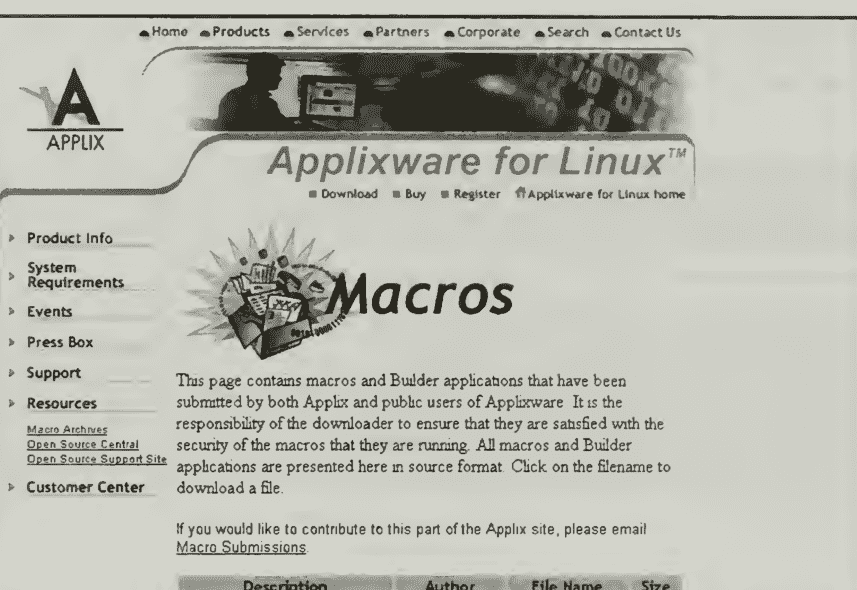 Home Products Services Partners Corporate Search Contact Us
APPLIX
Applixware for Linux™
Download Buy Register Applixware for Linux home
Product Info
System
Requirements
Events
Press Box
Support
Resources
Macro Archives
Open Source Central
Open Source Support Site
Customer Center
Macros
This page contains macros and Builder applications that have been
submitted by both Applix and public users of Applixware. It is the
responsibility of the downloader to ensure that they are satisfied with the
security of the macros that they are running. All macros and Builder
applications are presented here in source format. Click on the filename to
download a file.
If you would like to contribute to this part of the Applix site, please email
Macro Submissions.
Description Author File Name Size